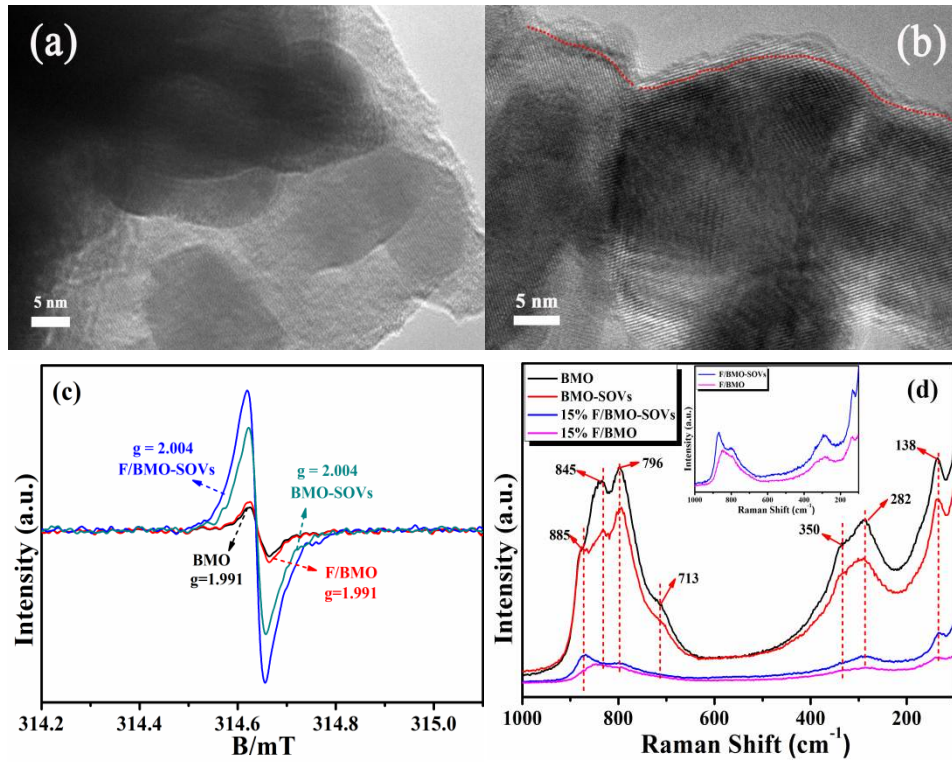 (a)
5 nm
(b)
5 nm
(c)
g = 2.004
F/BMO-SOVs
g = 2.004
BMO-SOVs
BMO
g=1.991
F/BMO
g=1.991
Intensity (a.u.)
314.2 314.4 314.6 314.8 315.0
B/mT
(d)
BMO
BMO-SOVs
15% F/BMO-SOVs
15% F/BMO
F/BMO-SOVs
F/BMO
Intensity (a.u.)
1000 800 600 400 200
Raman Shift (cm-1)
845
796
885
713
350
282
138
Intensity (a.u.)
1000 800 600 400 200
Raman Shift (cm-1)